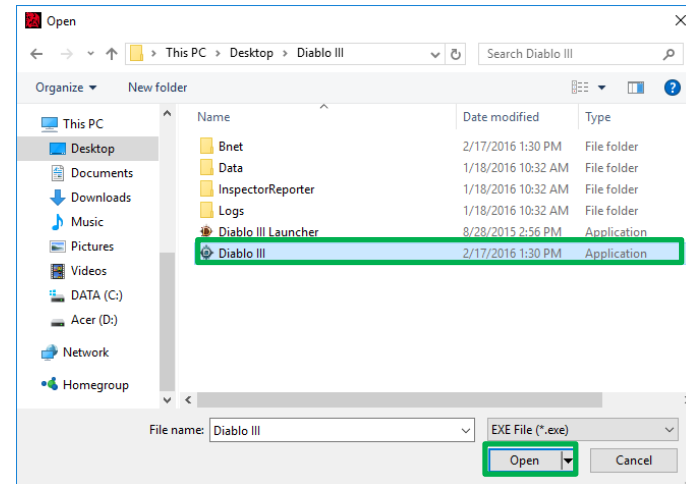 Open
This PC > Desktop > Diablo III
Search Diablo III
Organize
New folder
Name
Date modified
Type
This PC
Desktop
Documents
Downloads
Music
Pictures
Videos
DATA (C:)
Acer (D:)
Network
Homegroup
Bnet 2/17/2016 1:30 PM File folder
Data 1/18/2016 10:32 AM File folder
InspectorReporter 1/18/2016 10:32 AM File folder
Logs 1/18/2016 10:32 AM File folder
Diablo III Launcher 8/28/2015 2:56 PM Application
Diablo III 2/17/2016 1:30 PM Application
File name: Diablo III
EXE File (*.exe)
Open
Cancel